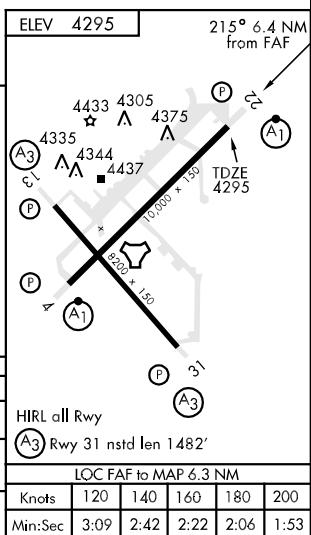 ELEV 4295
215° 6.4 NM
from FAF
4433 4305
4375
P
22
A1
A3
4335
4344
4437
TDZE
4295
13
P
10,000 x 150
x
8200 x 150
P
4
A1
P
31
A3
HIRL all Rwy
A3 Rwy 31 nstd len 1482'
LOC FAF to MAP 6.3 NM
Knots 120 140 160 180 200
Min:Sec 3:09 2:42 2:22 2:06 1:53